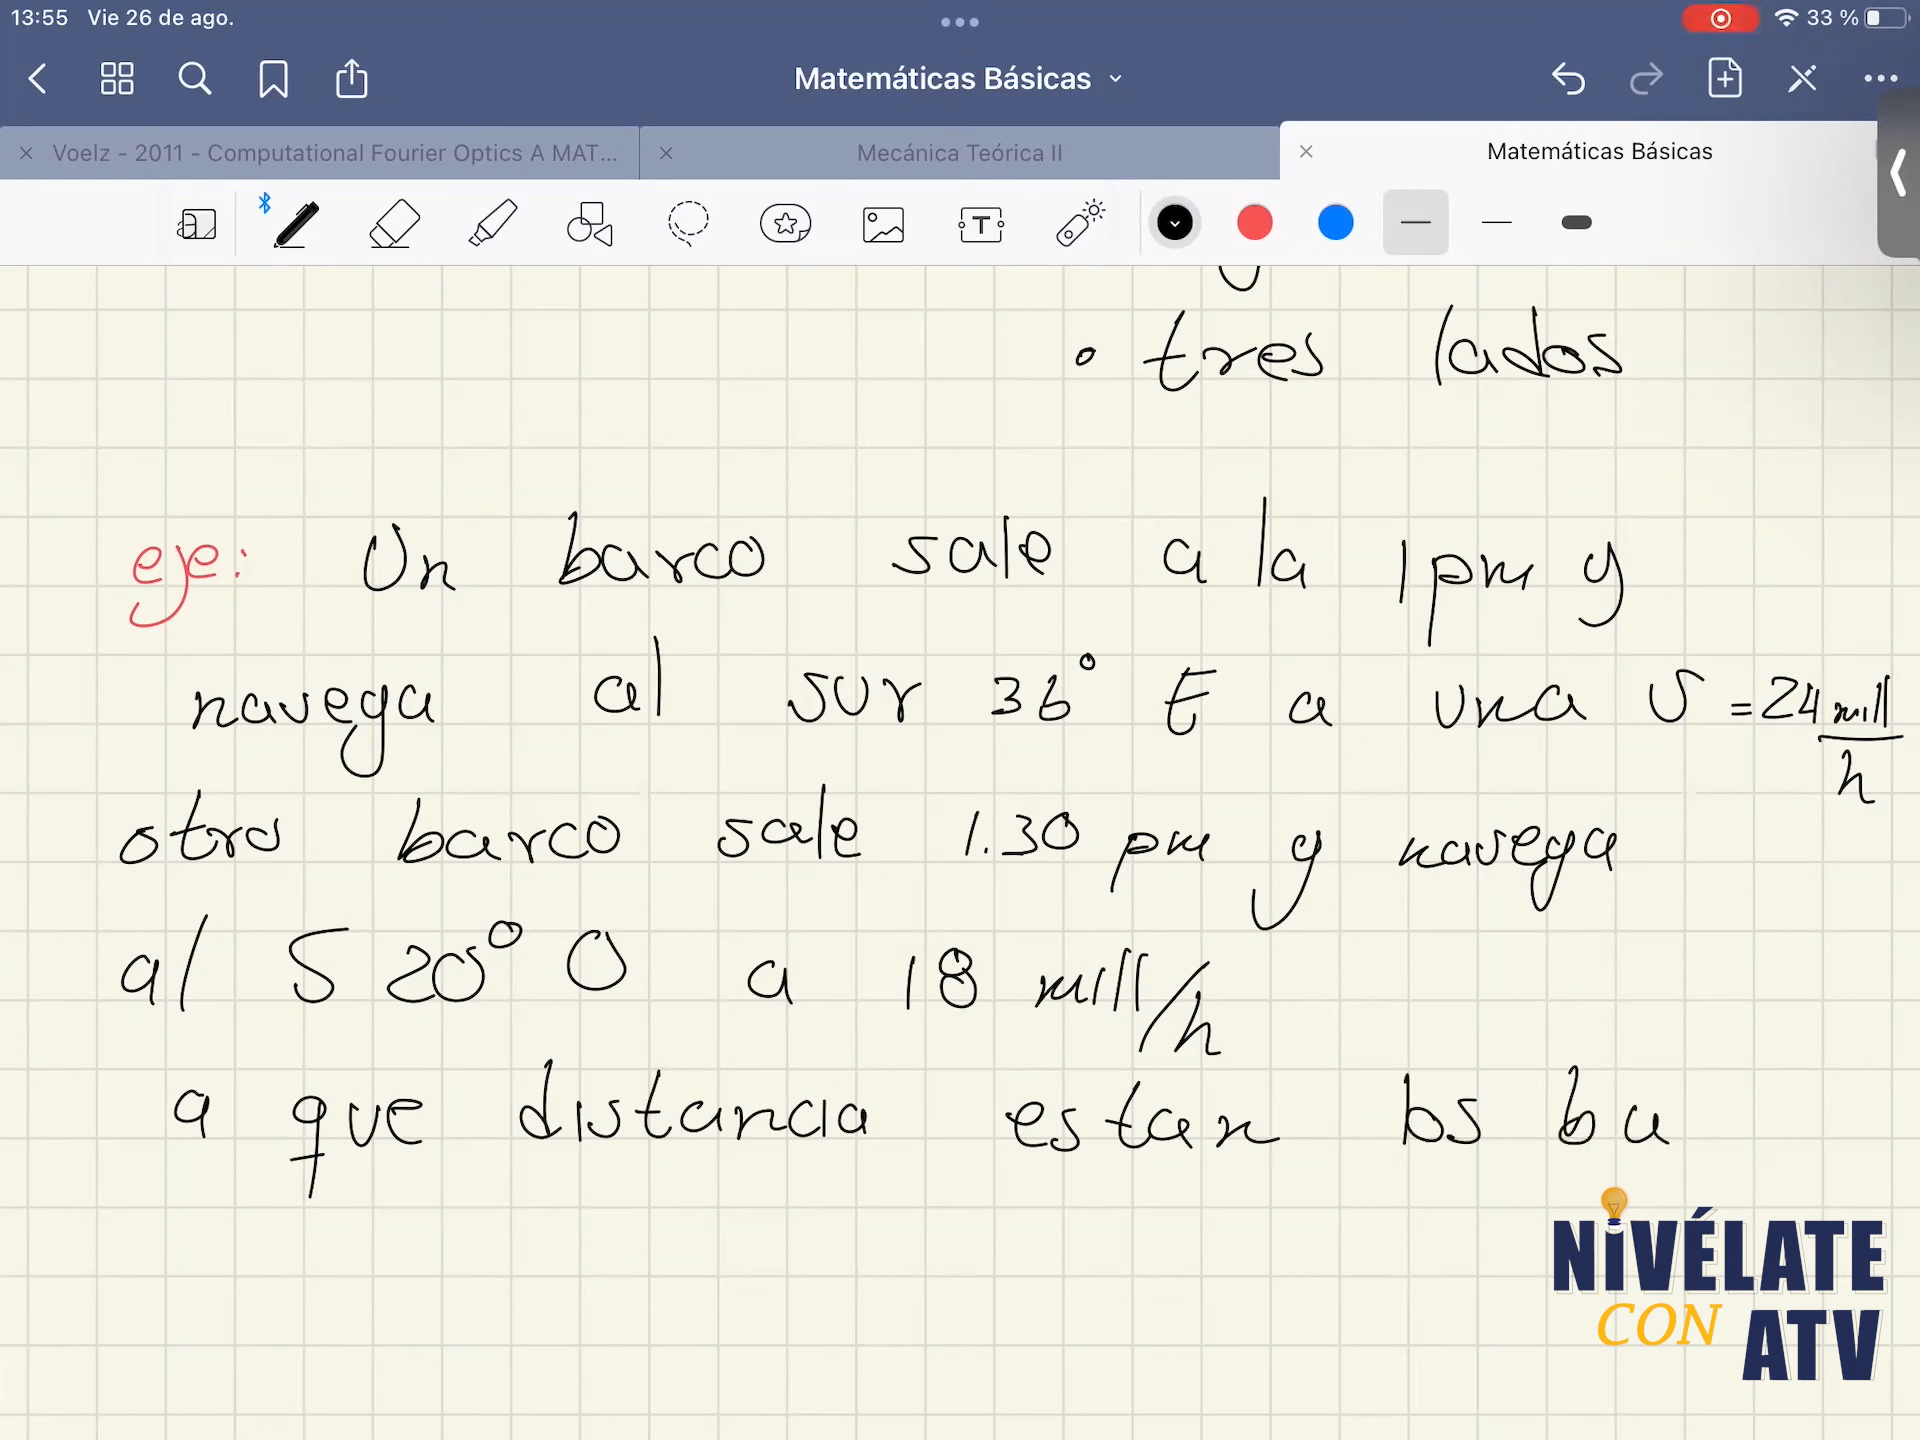 13:55 Vie 26 de ago. 33 %
Matemáticas Básicas
Voelz - 2011 - Computational Fourier Optics A MAT... Mecánica Teórica II Matemáticas Básicas
• tres lados
eje: Un barco sale a la 1pm y
navega al sur 36° E a una v = 24 mill/h
otro barco sale 1.30 pm y navega
al S 20° O a 18 mill/h
a que distancia estan los ba
NIVÉLATE
CON
ATV